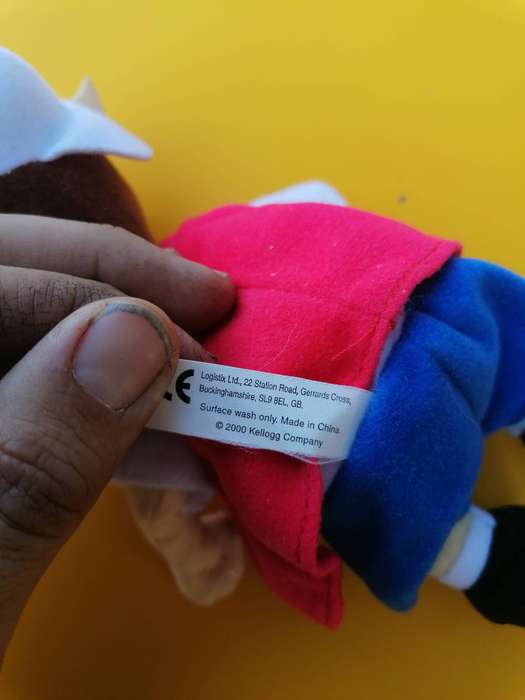 CE
Logistix Ltd., 22 Station Road, Gerrards Cross,
Buckinghamshire, SL9 8EL, GB.
Surface wash only. Made in China.
© 2000 Kellogg Company